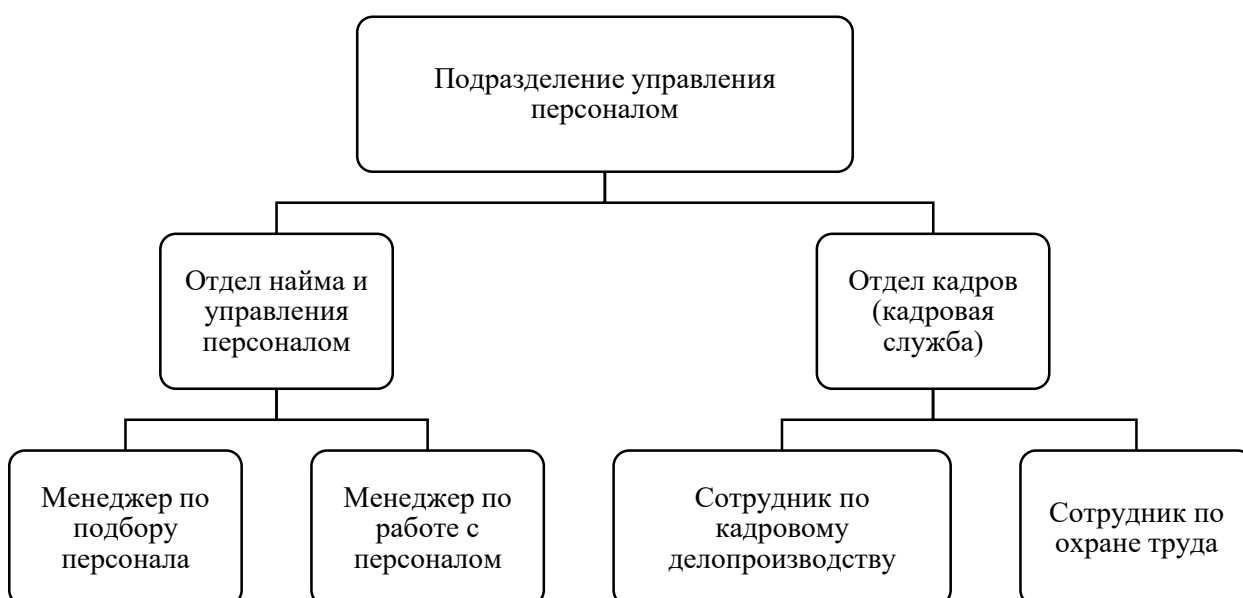 Подразделение управления
персоналом
Отдел найма и
управления
персоналом
Отдел кадров
(кадровая
служба)
Менеджер по
подбору
персонала
Менеджер по
работе с
персоналом
Сотрудник по
кадровому
делопроизводству
Сотрудник по
охране труда